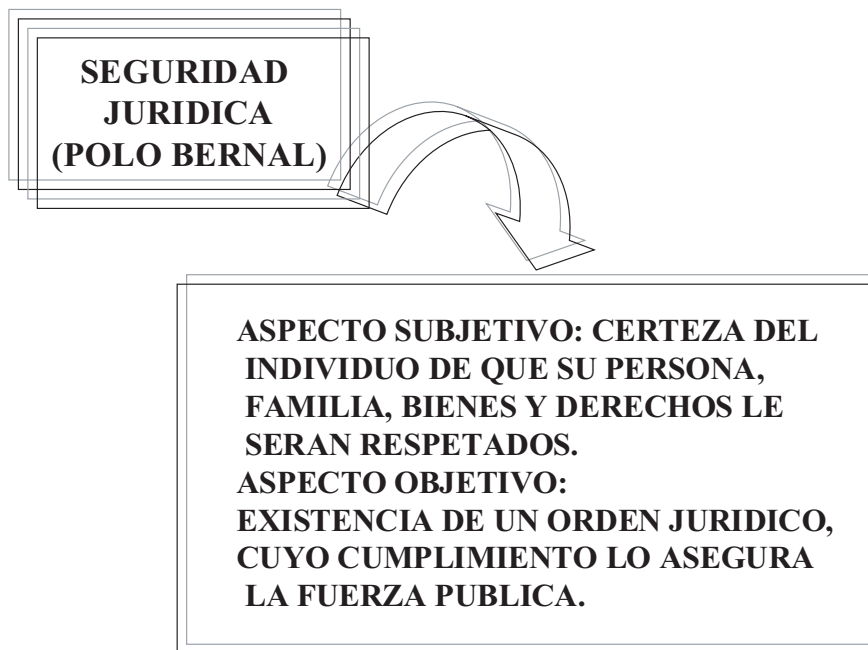 SEGURIDAD
JURIDICA
(POLO BERNAL)
ASPECTO SUBJETIVO: CERTEZA DEL
INDIVIDUO DE QUE SU PERSONA,
FAMILIA, BIENES Y DERECHOS LE
SERAN RESPETADOS.
ASPECTO OBJETIVO:
EXISTENCIA DE UN ORDEN JURIDICO,
CUYO CUMPLIMIENTO LO ASEGURA
LA FUERZA PUBLICA.